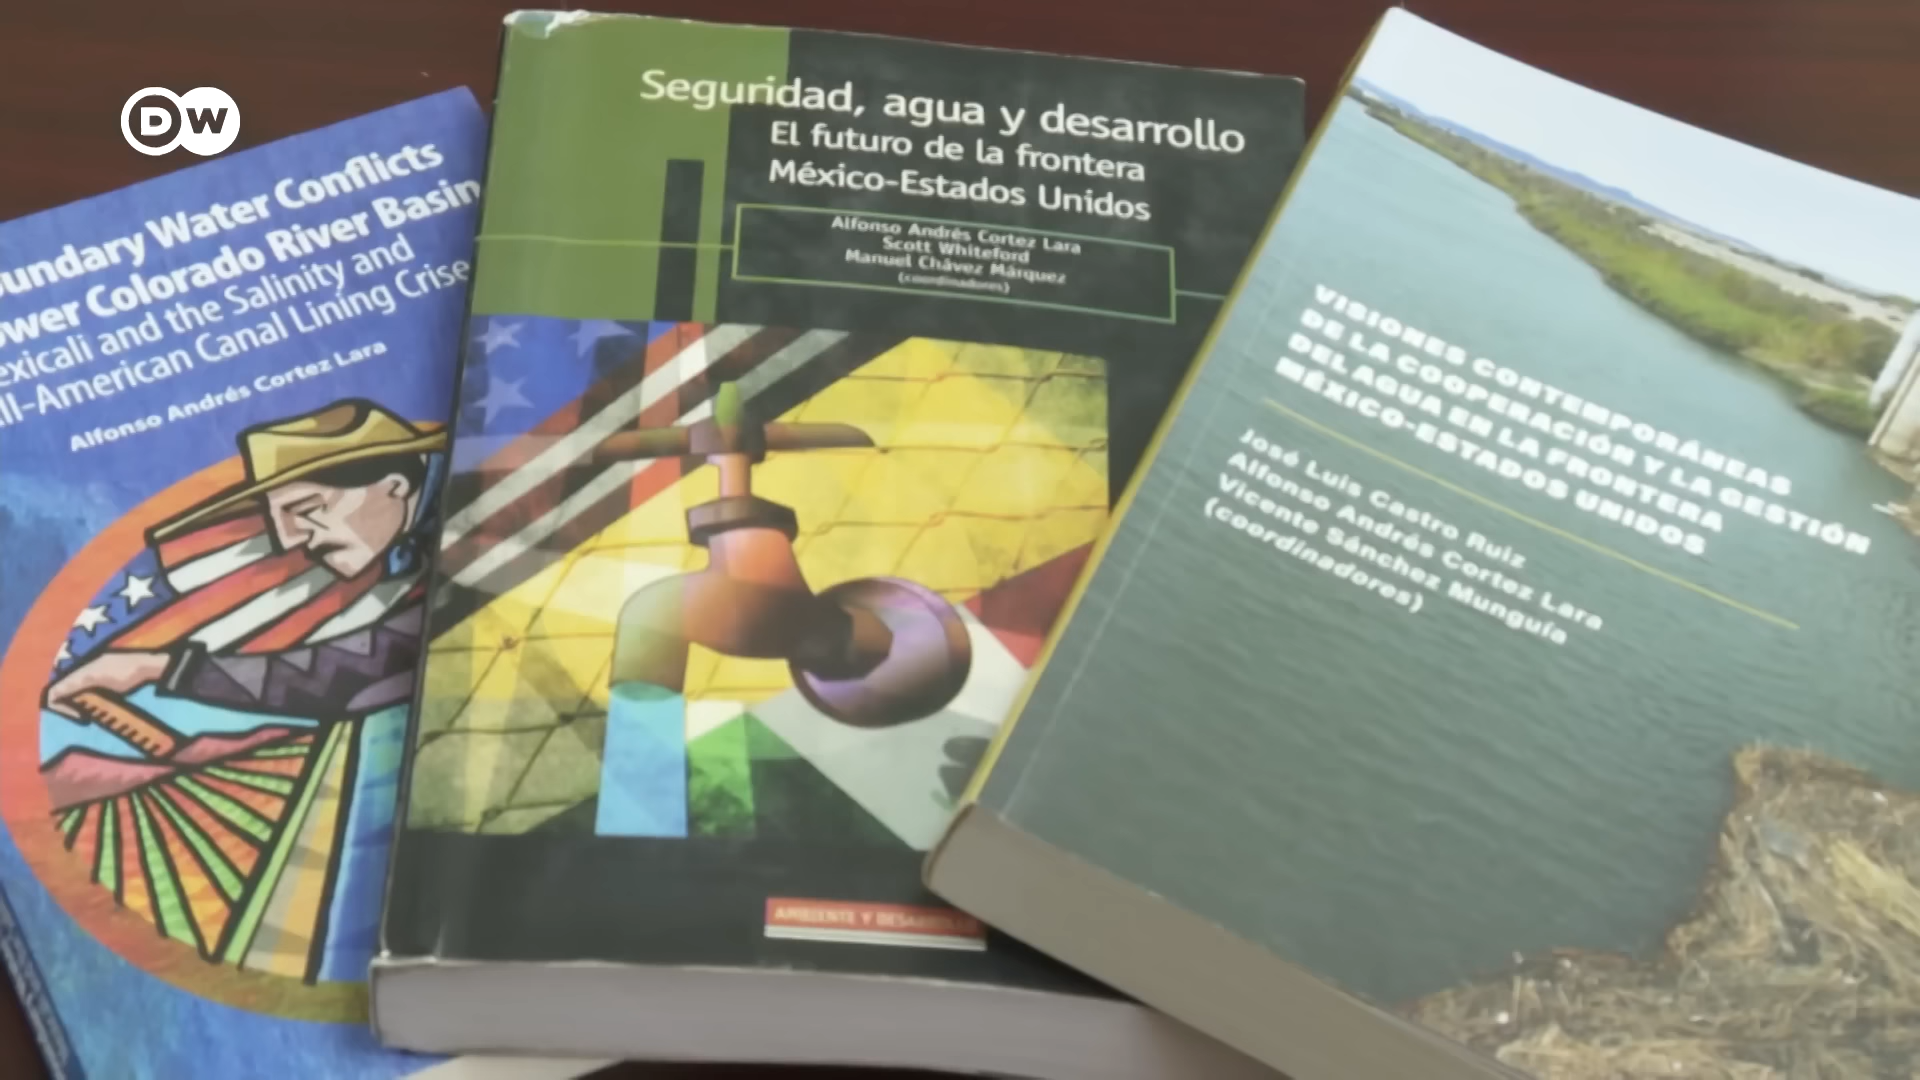 DW
oundary Water Conflicts
ower Colorado River Basin
exicali and the Salinity and
ll-American Canal Lining Crise
Alfonso Andrés Cortez Lara
Seguridad, agua y desarrollo
El futuro de la frontera
México-Estados Unidos
Alfonso Andrés Cortez Lara
Scott Whiteford
Manuel Chávez Márquez
(coordinadores)
AMBIENTE Y DESARROLLO
VISIONES CONTEMPORÁNEAS
DE LA COOPERACIÓN Y LA GESTIÓN
DEL AGUA EN LA FRONTERA
MÉXICO-ESTADOS UNIDOS
José Luis Castro Ruiz
Alfonso Andrés Cortez Lara
Vicente Sánchez Munguía
(coordinadores)